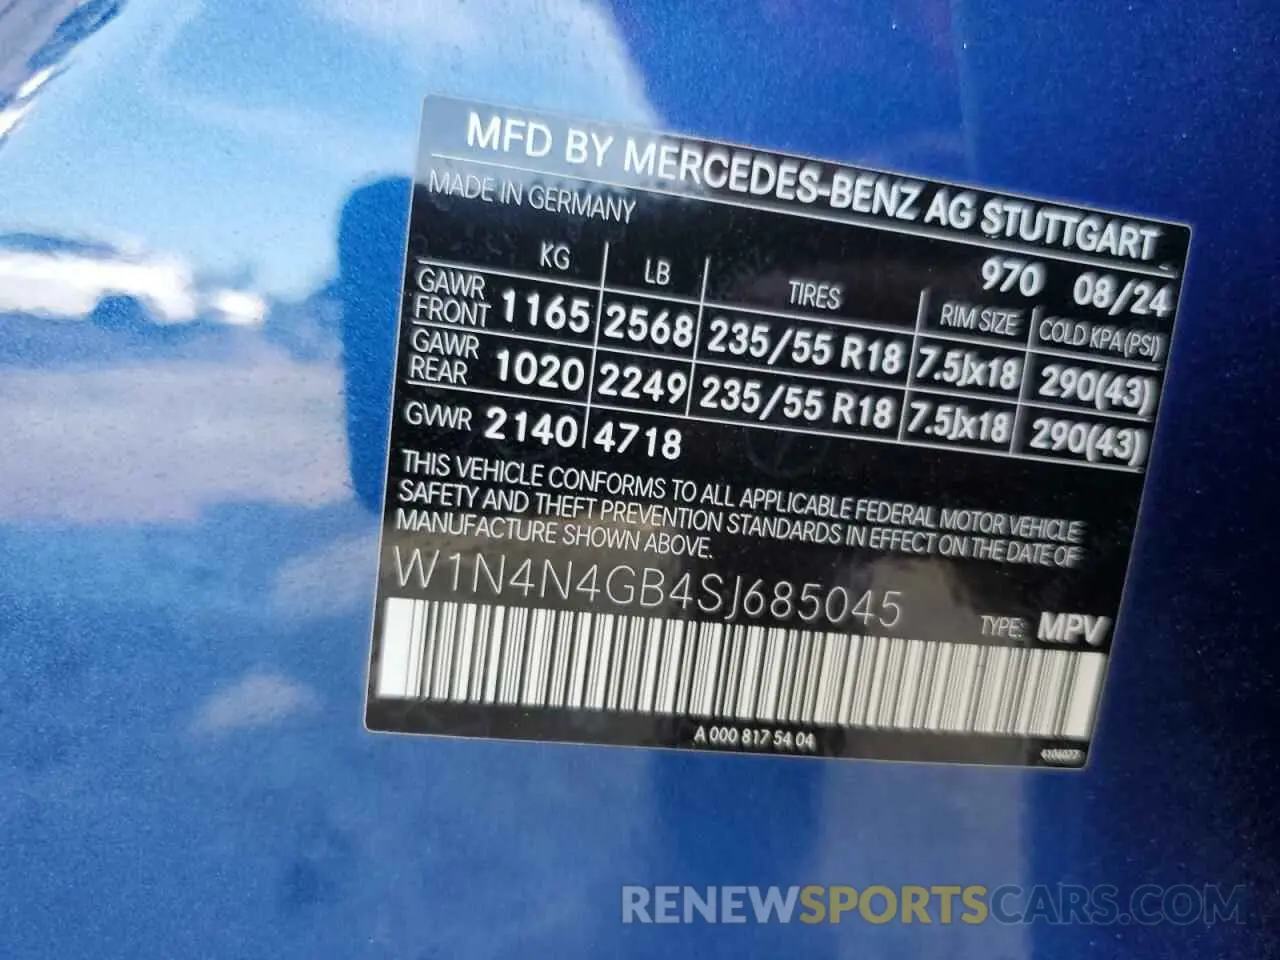 MFD BY MERCEDES-BENZ AG STUTTGART
MADE IN GERMANY
970 08/24
KG LB TIRES RIM SIZE COLD KPA(PSI)
GAWR FRONT 1165 2568 235/55 R18 7.5Jx18 290(43)
GAWR REAR 1020 2249 235/55 R18 7.5Jx18 290(43)
GVWR 2140 4718
THIS VEHICLE CONFORMS TO ALL APPLICABLE FEDERAL MOTOR VEHICLE
SAFETY AND THEFT PREVENTION STANDARDS IN EFFECT ON THE DATE OF
MANUFACTURE SHOWN ABOVE.
W1N4N4GB4SJ685045
TYPE: MPV
A 000 817 54 04
RENEWSPORTSCARS.COM